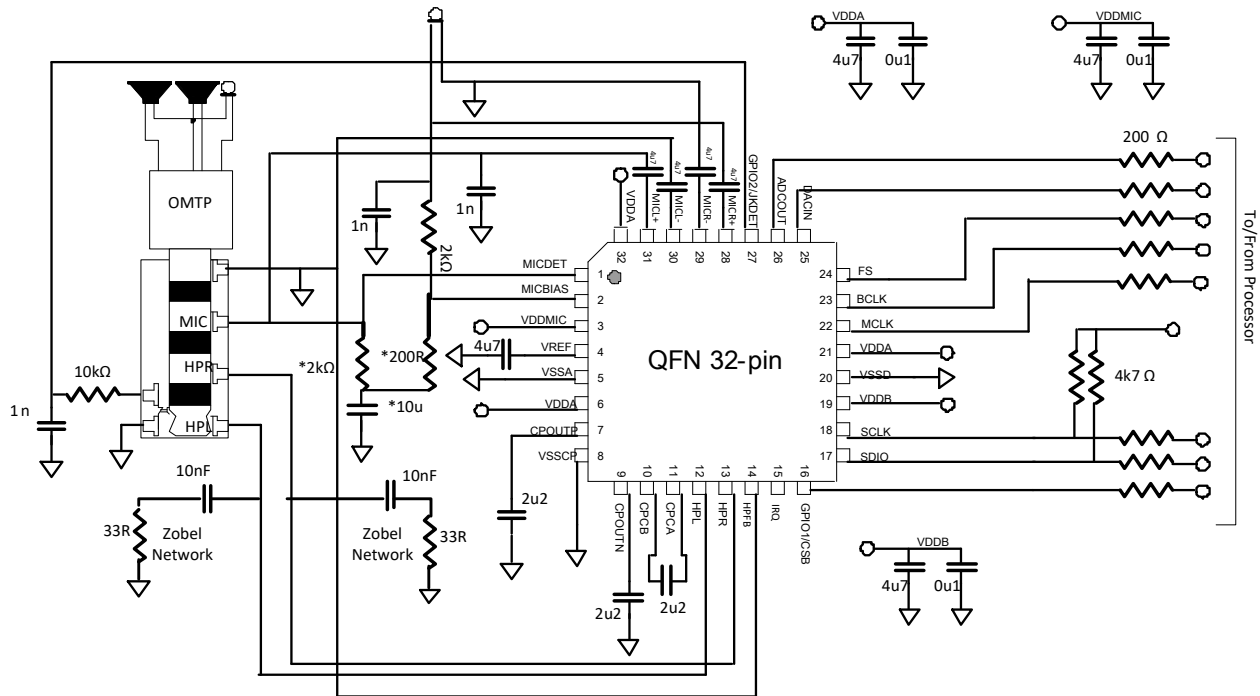 VDDA
4u7
0u1
VDDMIC
4u7
0u1
OMTP
MIC
HPR
HPL
10kΩ
1n
1n
1n
2kΩ
*2kΩ
*200R
*10u
4u7
4u7
4u7
4u7
4u7
VDDA
MICL+
MICL-
MICR-
MICR+
GPIO2/JKDET
ADCOUT
DACIN
32
31
30
29
28
27
26
25
MICDET
1
MICBIAS
2
VDDMIC
3
VREF
4
VSSA
5
VDDA
6
CPOUTP
7
VSSCP
8
QFN 32-pin
24
FS
23
BCLK
22
MCLK
21
VDDA
20
VSSD
19
VDDB
18
SCLK
17
SDIO
9
10
11
12
13
14
15
16
CPOUTN
CPCB
CPCA
HPL
HPR
HPFB
IRQ
GPIO1/CSB
200 Ω
4k7 Ω
To/From Processor
10nF
33R
Zobel
Network
10nF
33R
Zobel
Network
2u2
2u2
2u2
VDDB
4u7
0u1